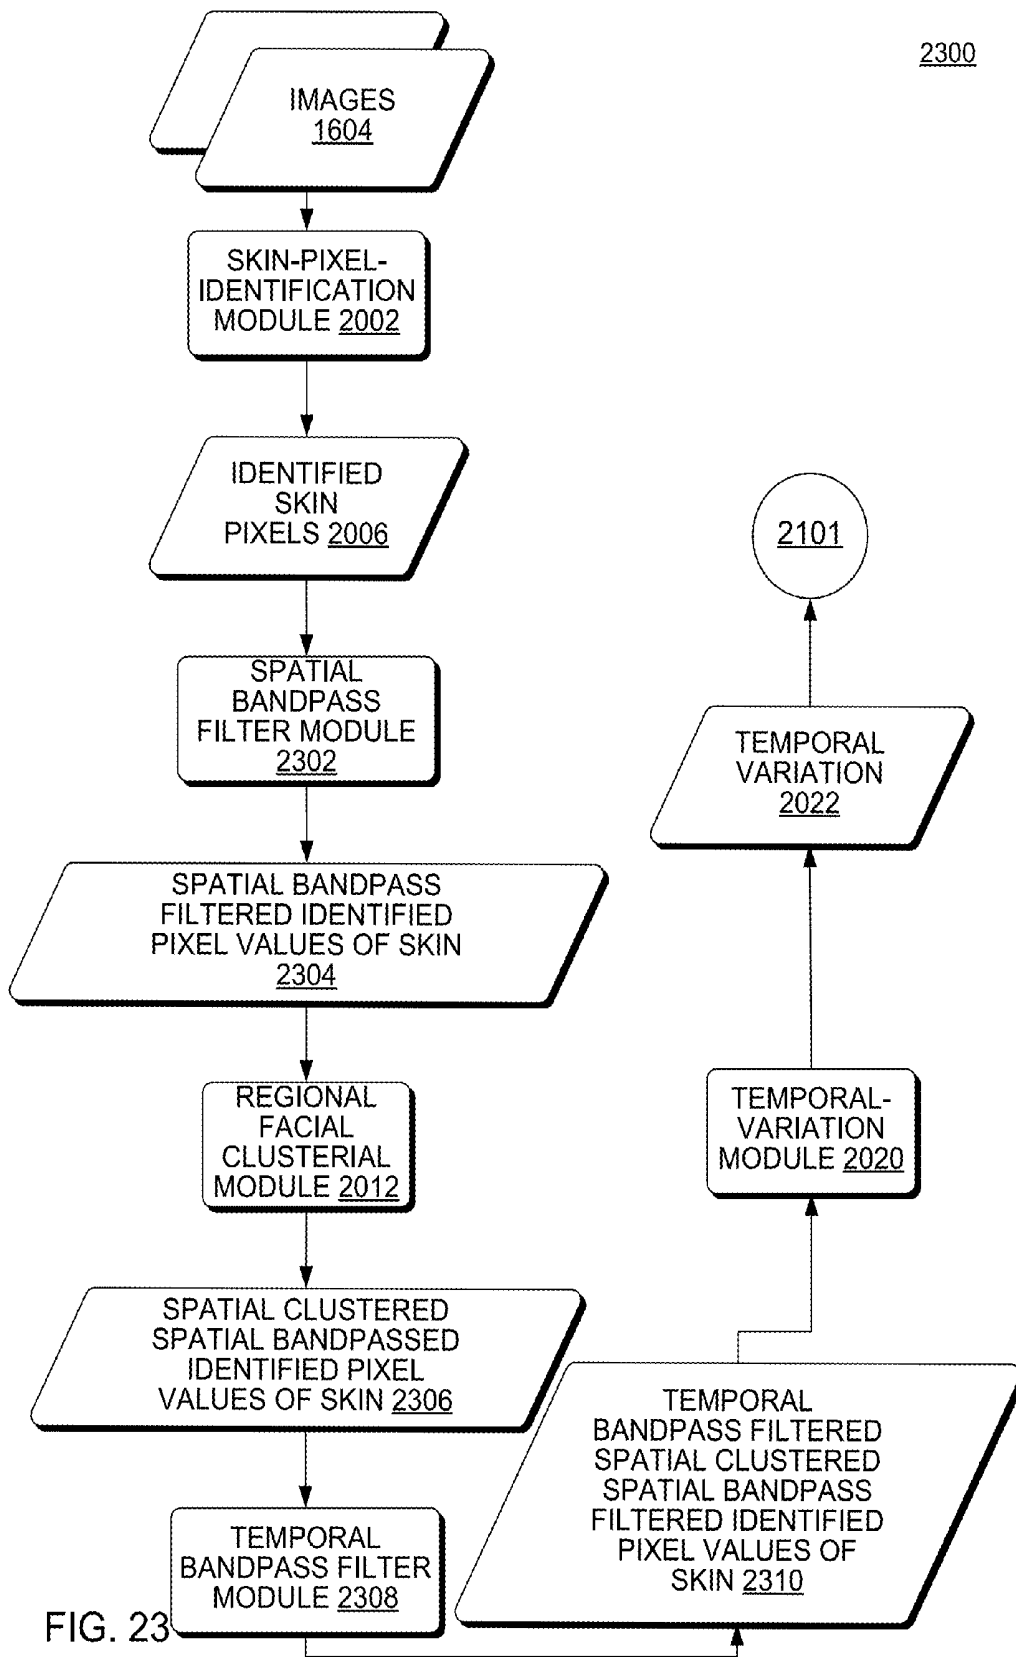 2300
IMAGES
1604
SKIN-PIXEL-
IDENTIFICATION
MODULE 2002
IDENTIFIED
SKIN
PIXELS 2006
SPATIAL
BANDPASS
FILTER MODULE
2302
SPATIAL BANDPASS
FILTERED IDENTIFIED
PIXEL VALUES OF SKIN
2304
REGIONAL
FACIAL
CLUSTERIAL
MODULE 2012
SPATIAL CLUSTERED
SPATIAL BANDPASSED
IDENTIFIED PIXEL
VALUES OF SKIN 2306
TEMPORAL
BANDPASS FILTER
MODULE 2308
TEMPORAL
BANDPASS FILTERED
SPATIAL CLUSTERED
SPATIAL BANDPASS
FILTERED IDENTIFIED
PIXEL VALUES OF
SKIN 2310
TEMPORAL-
VARIATION
MODULE 2020
TEMPORAL
VARIATION
2022
2101
FIG. 23